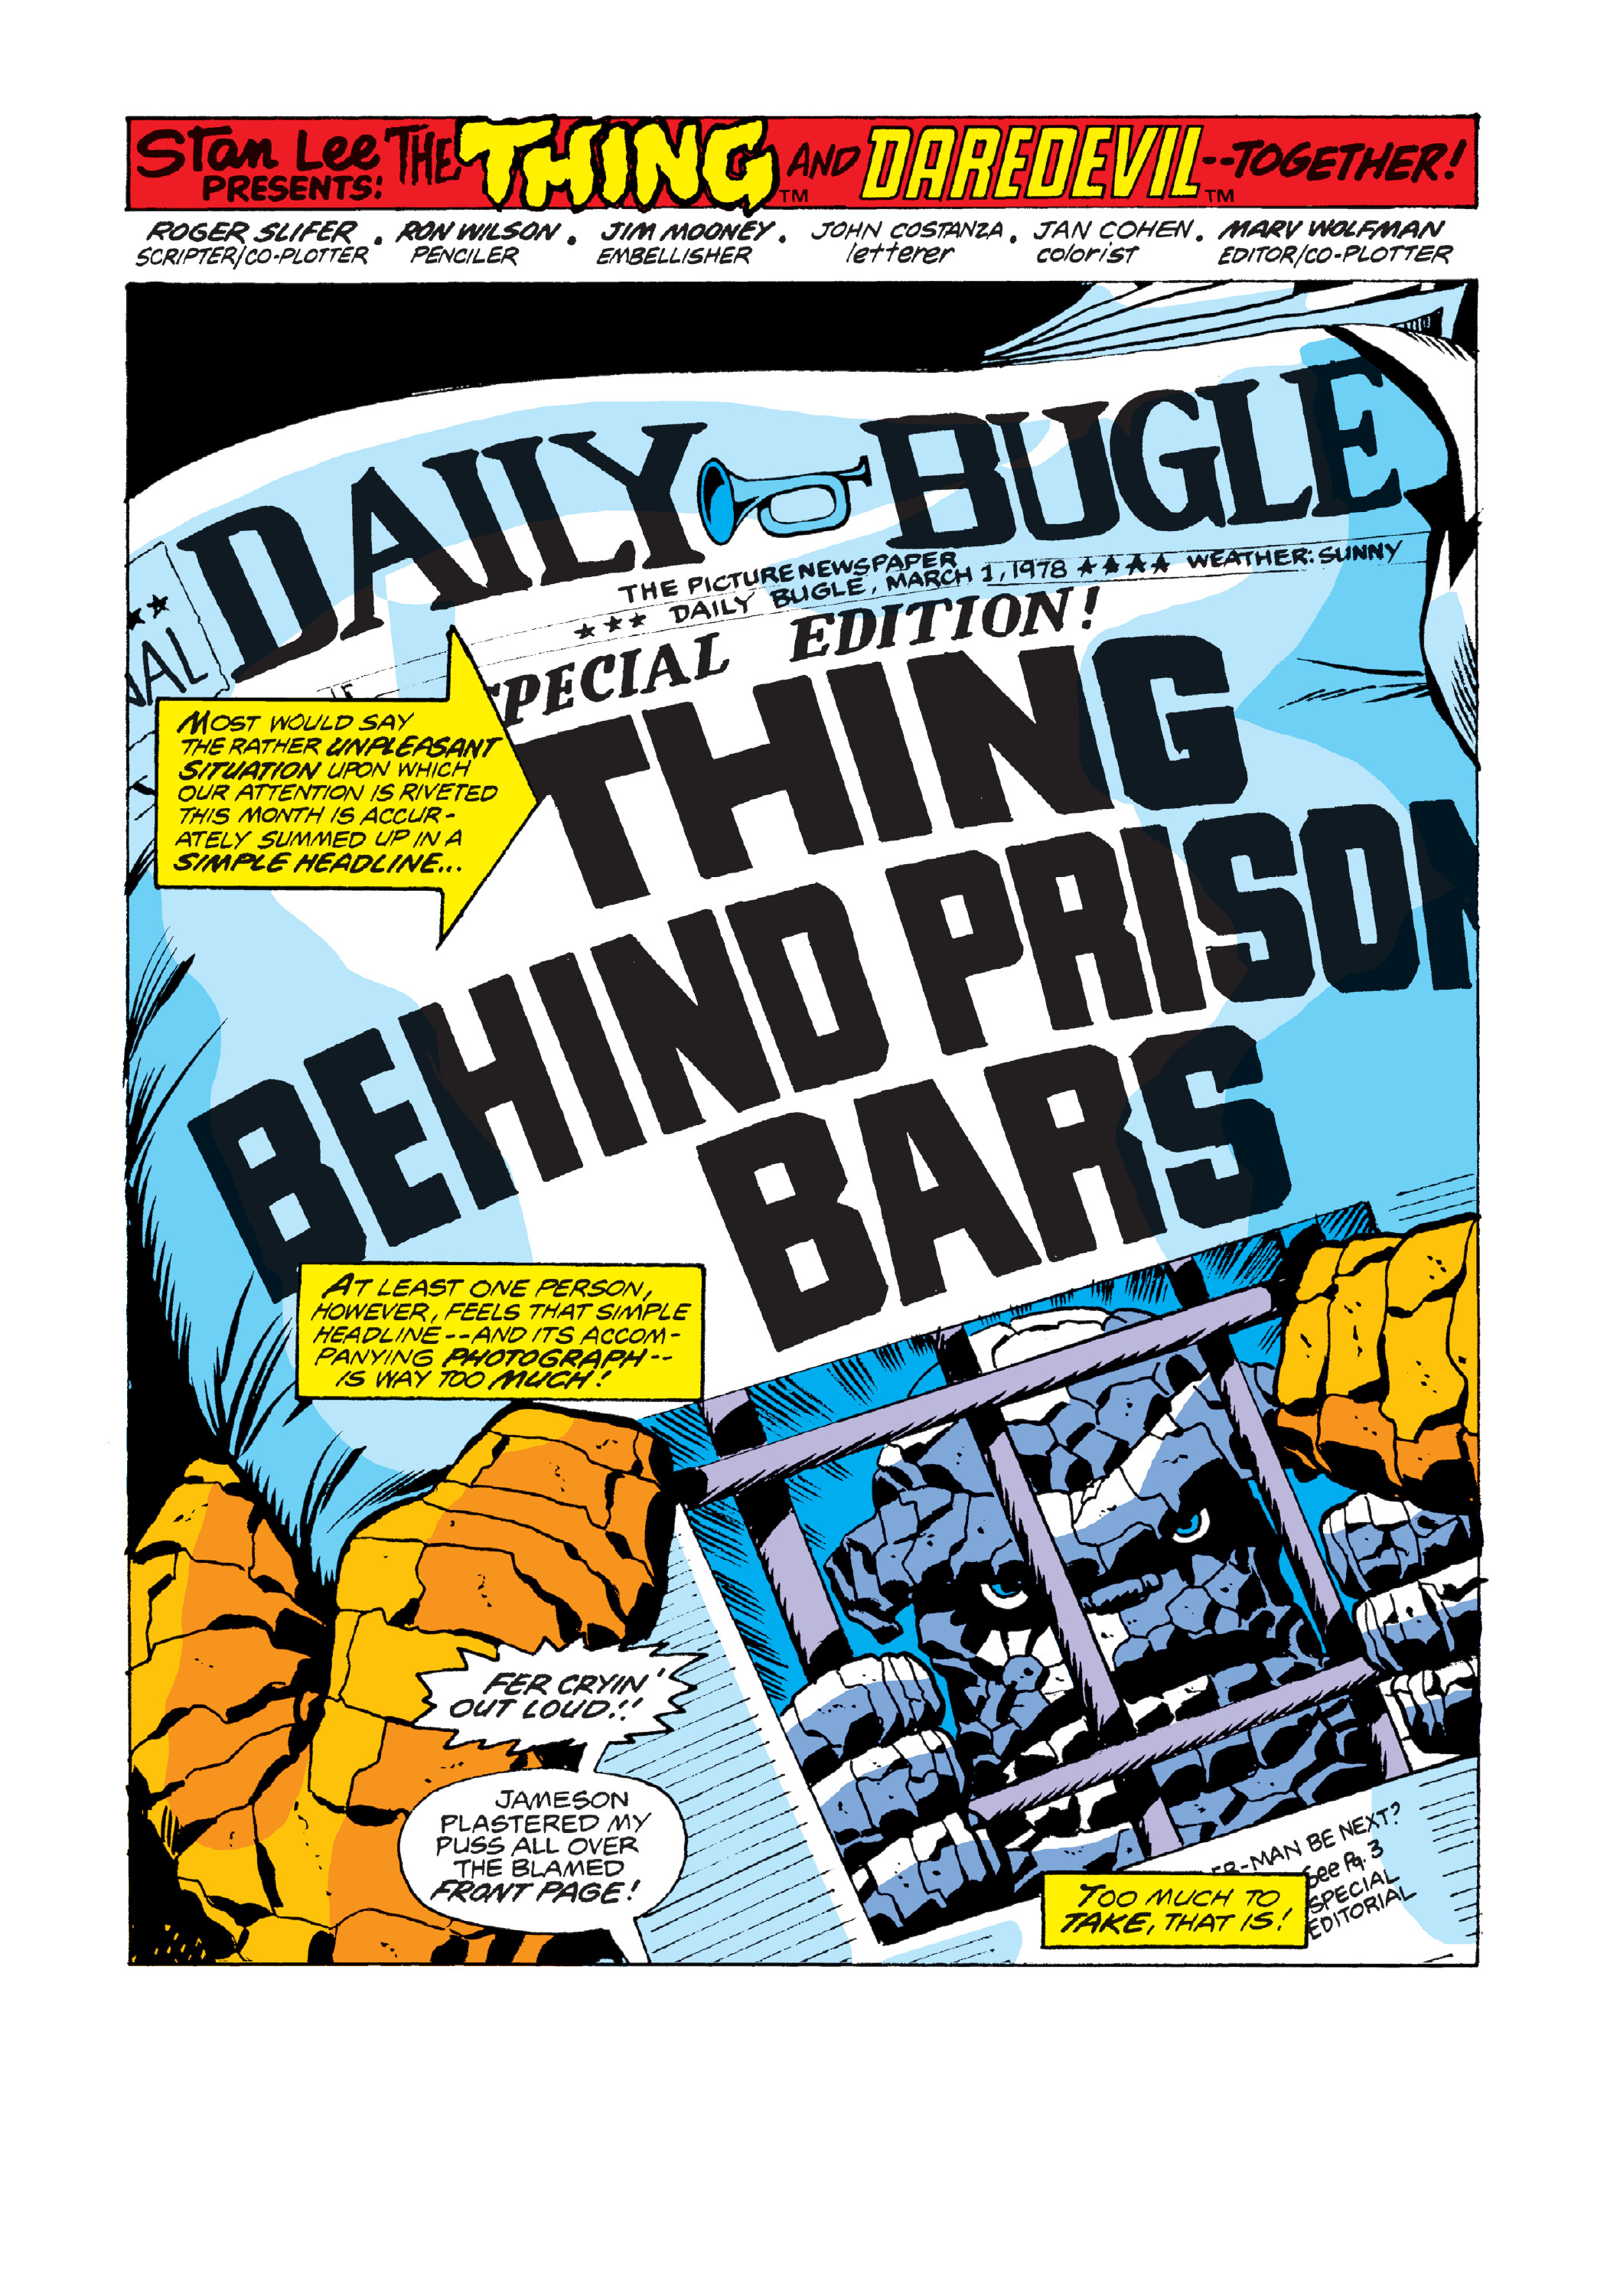 STAN LEE PRESENTS: THE THING™ AND DAREDEVIL™--TOGETHER!
ROGER SLIFER SCRIPTER/CO-PLOTTER
RON WILSON PENCILER
JIM MOONEY EMBELLISHER
JOHN COSTANZA letterer
JAN COHEN colorist
MARV WOLFMAN EDITOR/CO-PLOTTER
DAILY BUGLE
THE PICTURE NEWSPAPER
★★★ DAILY BUGLE, MARCH 1, 1978 ★★★★ WEATHER: SUNNY
NAL
SPECIAL EDITION!
THING
BEHIND PRISON
BARS
MOST WOULD SAY
THE RATHER UNPLEASANT
SITUATION UPON WHICH
OUR ATTENTION IS RIVETED
THIS MONTH IS ACCUR-
ATELY SUMMED UP IN A
SIMPLE HEADLINE...
AT LEAST ONE PERSON,
HOWEVER, FEELS THAT SIMPLE
HEADLINE--AND ITS ACCOM-
PANYING PHOTOGRAPH--
IS WAY TOO MUCH!
FER CRYIN'
OUT LOUD!!
JAMESON
PLASTERED MY
PUSS ALL OVER
THE BLAMED
FRONT PAGE!
ER-MAN BE NEXT?
See Pg. 3
SPECIAL
EDITORIAL
TOO MUCH TO
TAKE, THAT IS!